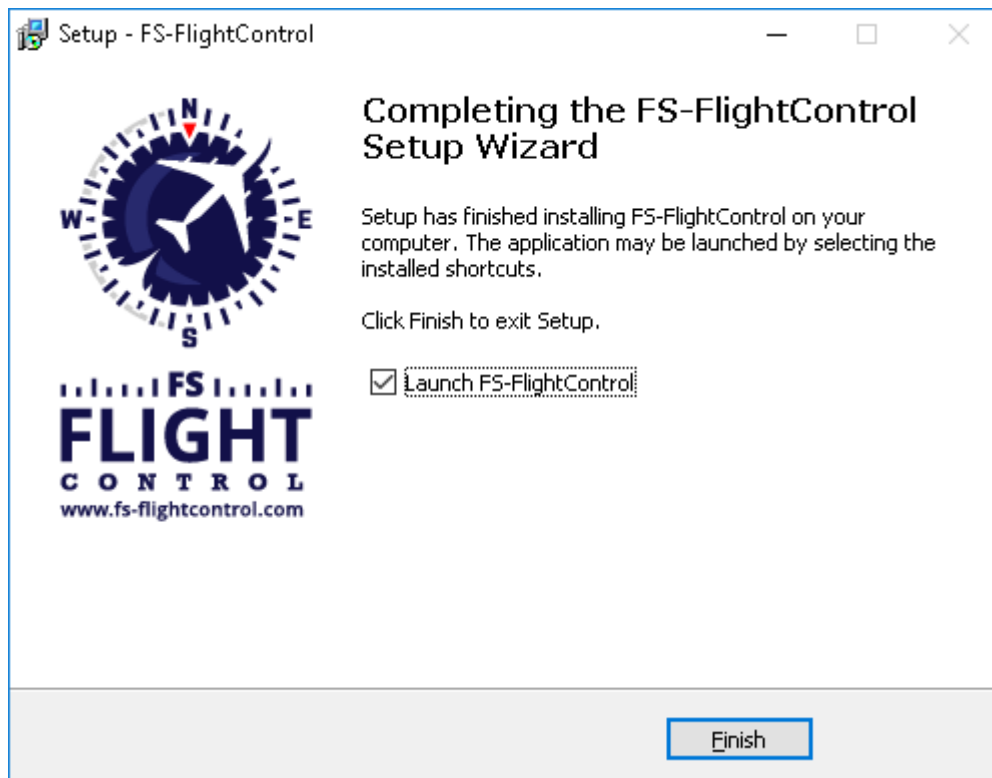 Setup - FS-FlightControl
Completing the FS-FlightControl
Setup Wizard
Setup has finished installing FS-FlightControl on your
computer. The application may be launched by selecting the
installed shortcuts.
Click Finish to exit Setup.
Launch FS-FlightControl
N
W
E
S
FS
FLIGHT
CONTROL
www.fs-flightcontrol.com
Finish